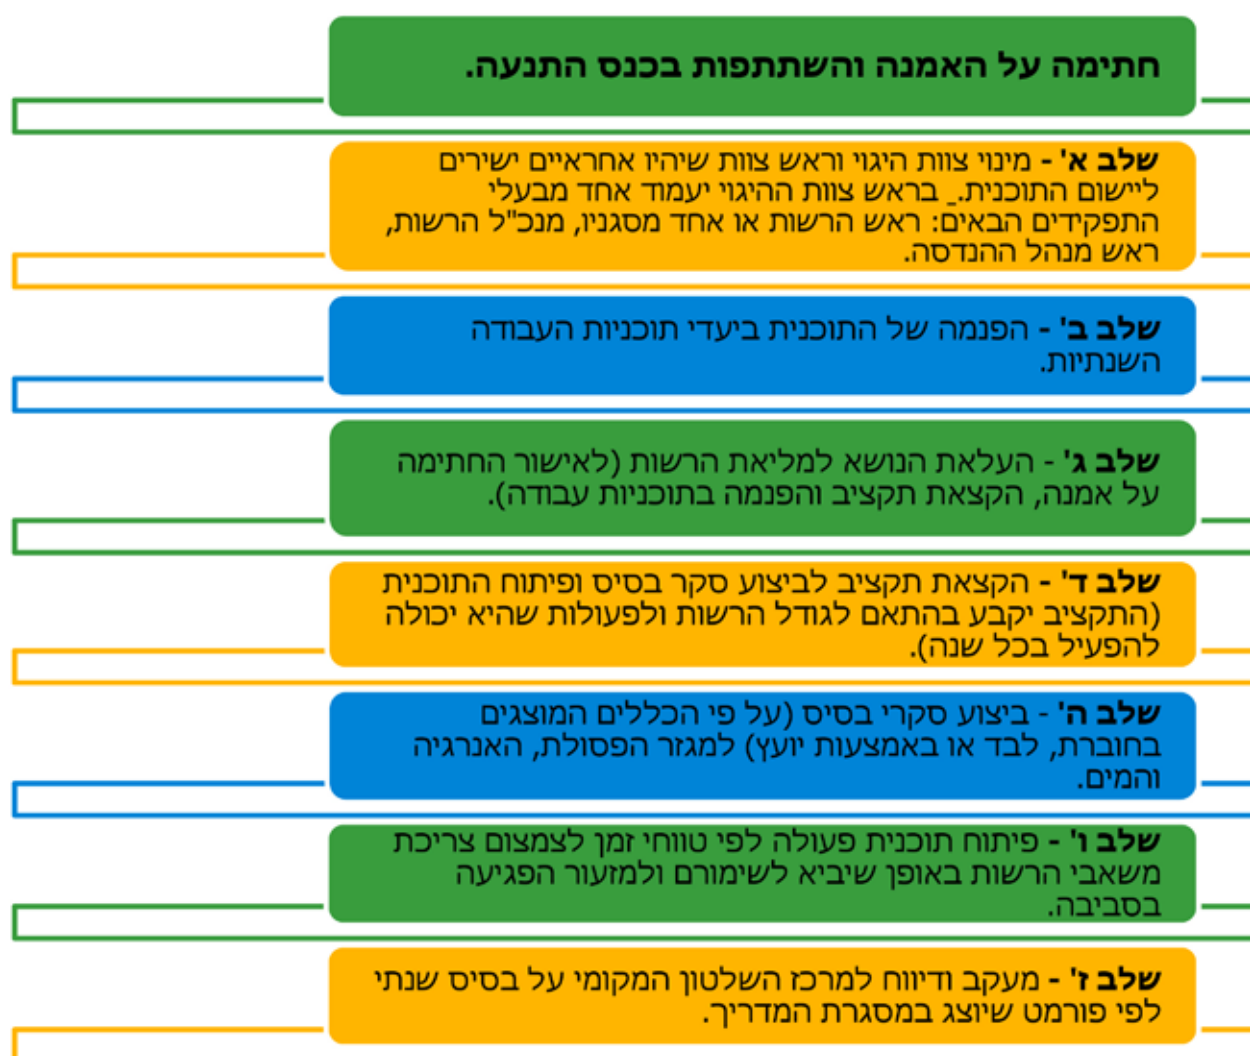 חתימה על האמנה והשתתפות בכנס התנעה.
שלב א' - מינוי צוות היגוי וראש צוות שיהיו אחראיים ישירים
ליישום התוכנית. בראש צוות ההיגוי יעמוד אחד מבעלי
התפקידים הבאים: ראש הרשות או אחד מסגניו, מנכ"ל הרשות,
ראש מנהל ההנדסה.
שלב ב' - הפנמה של התוכנית ביעדי תוכניות העבודה
השנתיות.
שלב ג' - העלאת הנושא למליאת הרשות (לאישור החתימה
על אמנה, הקצאת תקציב והפנמה בתוכניות עבודה).
שלב ד' - הקצאת תקציב לביצוע סקר בסיס ופיתוח התוכנית
(התקציב יקבע בהתאם לגודל הרשות ולפעולות שהיא יכולה
להפעיל בכל שנה).
שלב ה' - ביצוע סקרי בסיס (על פי הכללים המוצגים
בחוברת, לבד או באמצעות יועץ) למגזר הפסולת, האנרגיה
והמים.
שלב ו' - פיתוח תוכנית פעולה לפי טווחי זמן לצמצום צריכת
משאבי הרשות באופן שיביא לשימורם ולמזעור הפגיעה
בסביבה.
שלב ז' - מעקב ודיווח למרכז השלטון המקומי על בסיס שנתי
לפי פורמט שיוצג במסגרת המדריך.